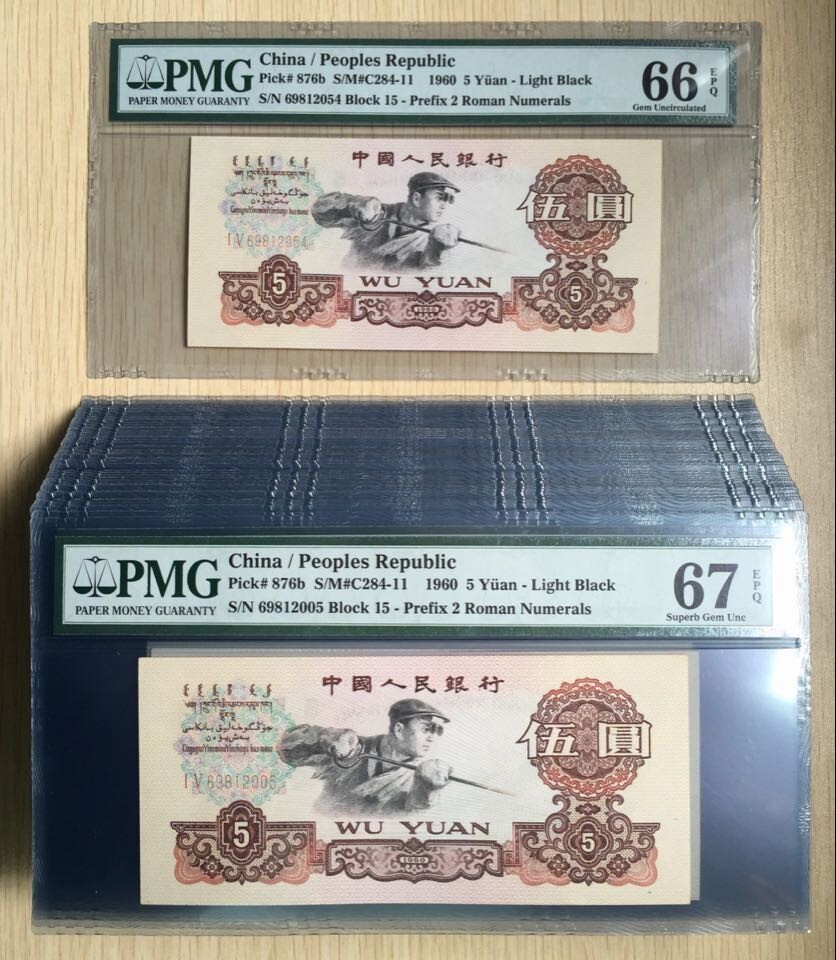 PMG
PAPER MONEY GUARANTY
China / Peoples Republic
Pick# 876b S/M#C284-11 1960 5 Yüan - Light Black
S/N 69812054 Block 15 - Prefix 2 Roman Numerals
66 EPQ
Gem Uncirculated
中國人民銀行
IV69812054
伍圓
WU YUAN
5
1960
5
PMG
PAPER MONEY GUARANTY
China / Peoples Republic
Pick# 876b S/M#C284-11 1960 5 Yüan - Light Black
S/N 69812005 Block 15 - Prefix 2 Roman Numerals
67 EPQ
Superb Gem Unc
中國人民銀行
IV69812005
伍圓
WU YUAN
5
1960
5